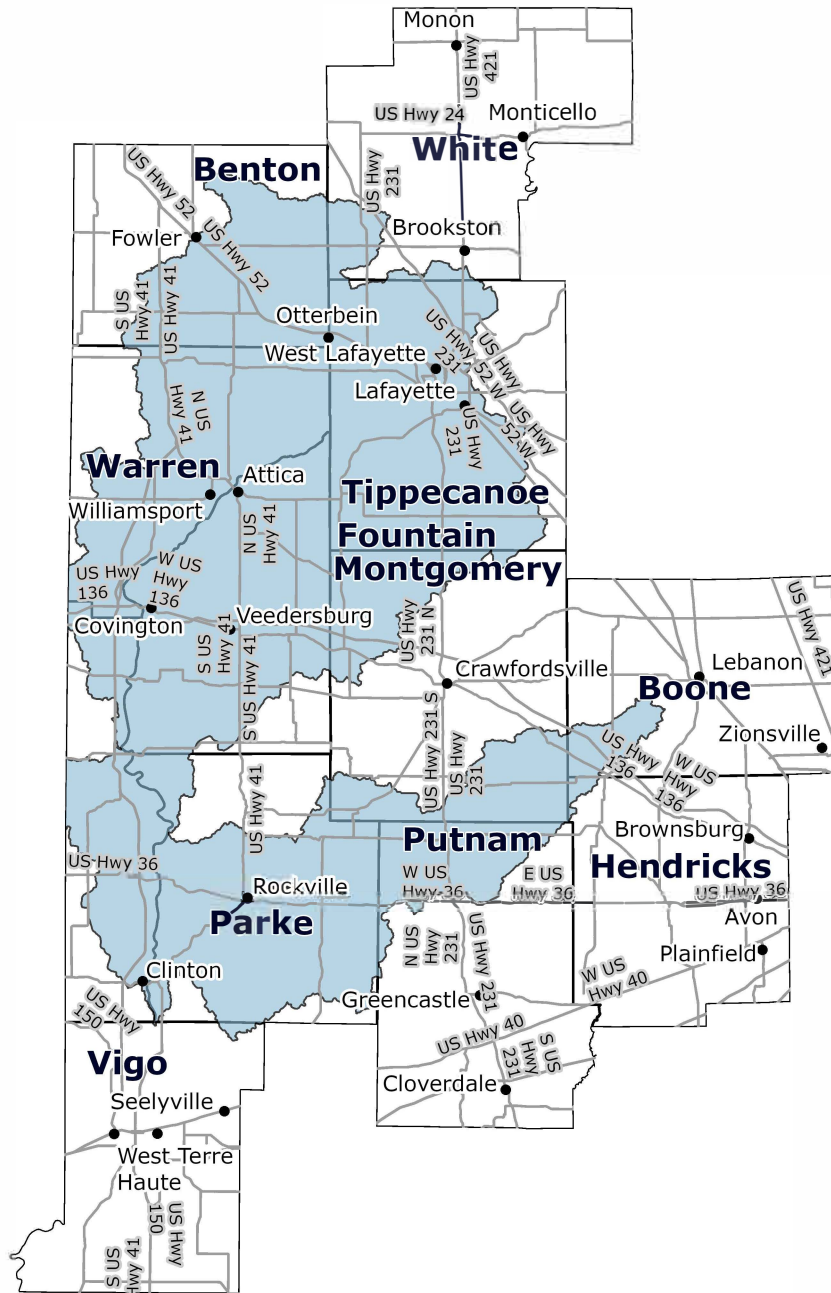 Monon
US Hwy
421
US Hwy 24
Monticello
White
Benton
US Hwy 52
US Hwy
231
Brookston
Fowler
US Hwy 52
S US
Hwy 41
US Hwy 41
Otterbein
West Lafayette
US Hwy
231
US Hwy
52 W
Lafayette
US Hwy
52 W
US Hwy
231
N US
Hwy 41
Warren
Attica
Williamsport
Tippecanoe
Fountain
Montgomery
N US
Hwy 41
US Hwy
136
W US
Hwy
136
Covington
Veedersburg
S US
Hwy 41
S US Hwy 41
US Hwy
231 N
Crawfordsville
Lebanon
US Hwy 421
Boone
Zionsville
US Hwy 231 S
US Hwy
231
US Hwy
136
W US
Hwy
136
US Hwy 41
Putnam
Brownsburg
Hendricks
US Hwy 36
Rockville
W US
Hwy 36
E US
Hwy 36
US Hwy 36
Avon
Parke
N US
Hwy
231
US Hwy 231
Plainfield
Clinton
W US
Hwy 40
US Hwy
150
Greencastle
US Hwy 40
S US
Hwy
231
Vigo
Cloverdale
Seelyville
West Terre
Haute
S US
Hwy 41
US Hwy
150